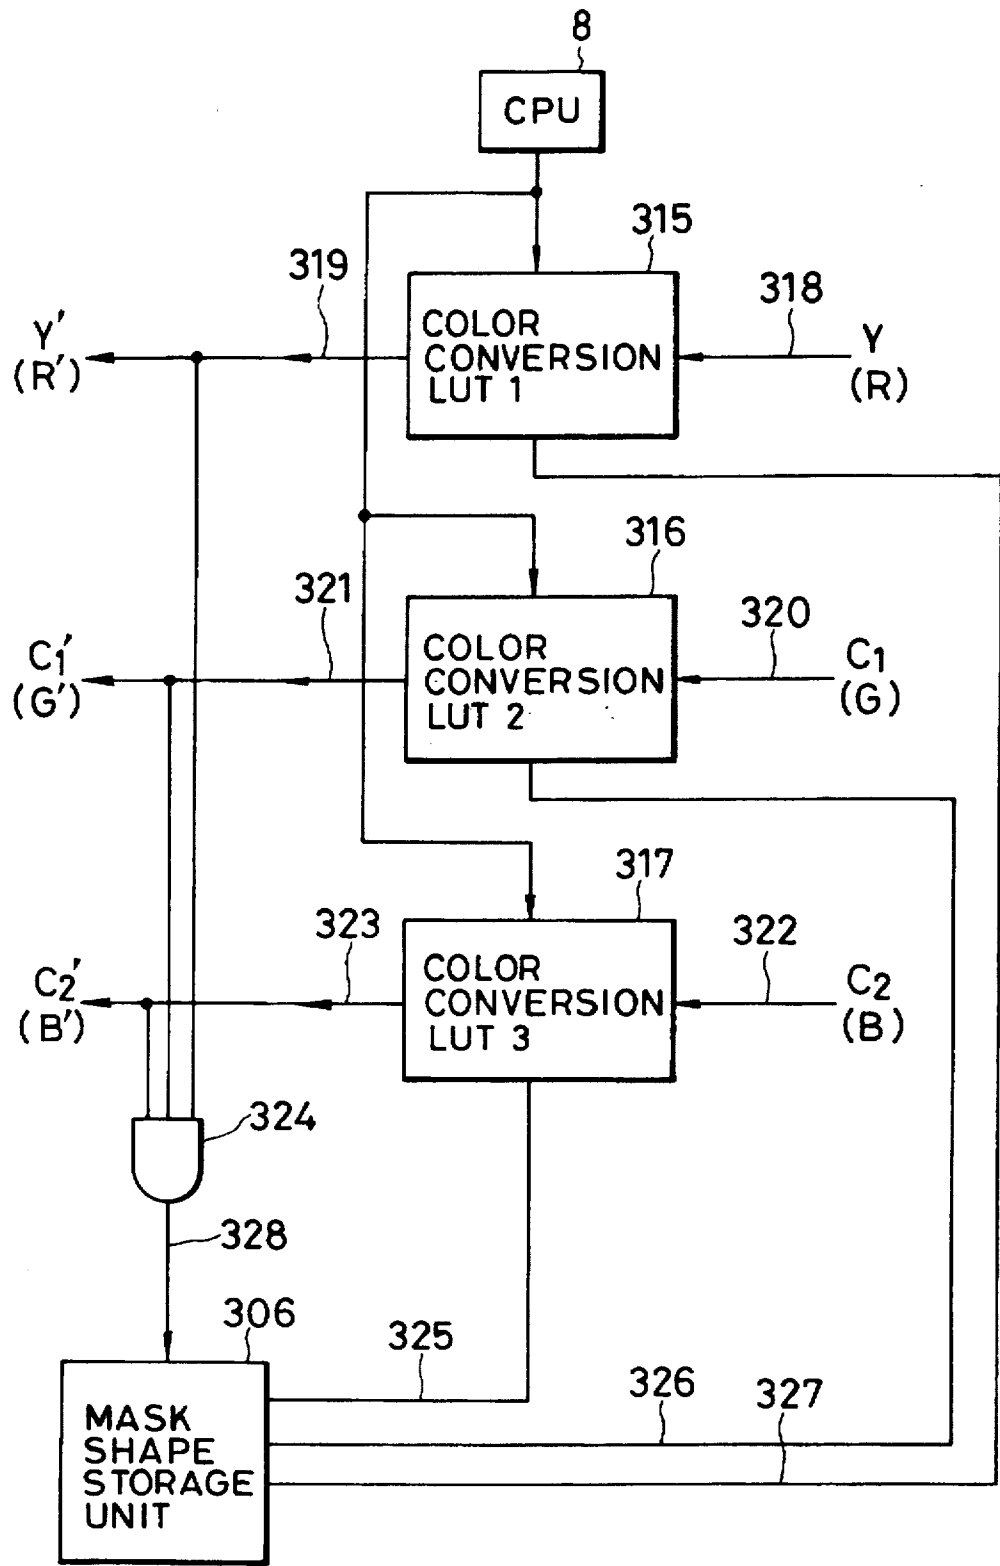 8
CPU
315
319
318
Y'
(R')
COLOR
CONVERSION
LUT 1
Y
(R)
316
321
320
C1'
(G')
COLOR
CONVERSION
LUT 2
C1
(G)
317
323
322
C2'
(B')
COLOR
CONVERSION
LUT 3
C2
(B)
324
328
306
325
326
327
MASK
SHAPE
STORAGE
UNIT